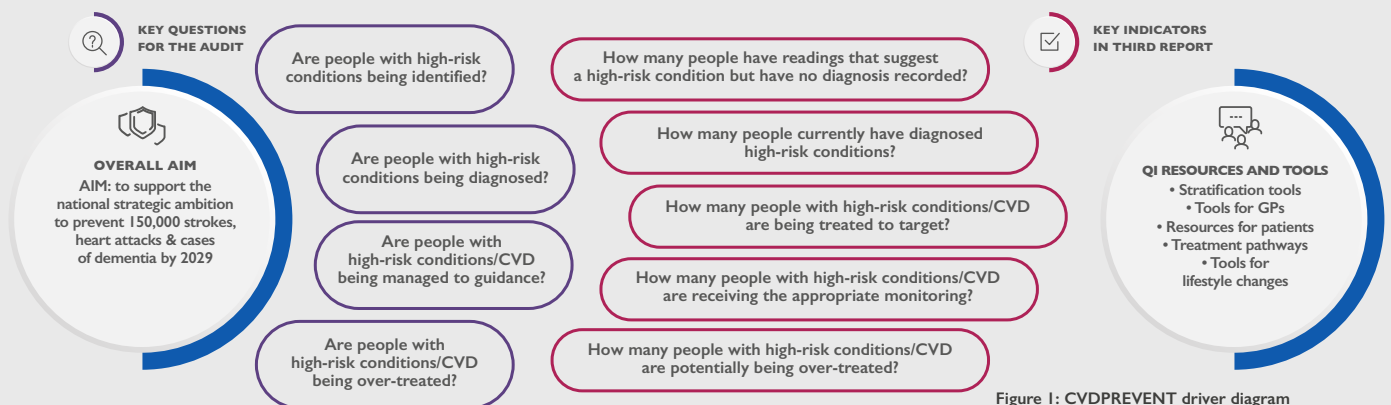 KEY QUESTIONS
FOR THE AUDIT
OVERALL AIM
AIM: to support the
national strategic ambition
to prevent 150,000 strokes,
heart attacks & cases
of dementia by 2029
Are people with high-risk
conditions being identified?
Are people with high-risk
conditions being diagnosed?
Are people with
high-risk conditions/CVD
being managed to guidance?
Are people with
high-risk conditions/CVD
being over-treated?
How many people have readings that suggest
a high-risk condition but have no diagnosis recorded?
How many people currently have diagnosed
high-risk conditions?
How many people with high-risk conditions/CVD
are being treated to target?
How many people with high-risk conditions/CVD
are receiving the appropriate monitoring?
How many people with high-risk conditions/CVD
are potentially being over-treated?
KEY INDICATORS
IN THIRD REPORT
QI RESOURCES AND TOOLS
• Stratification tools
• Tools for GPs
• Resources for patients
• Treatment pathways
• Tools for
lifestyle changes
Figure 1: CVDPREVENT driver diagram